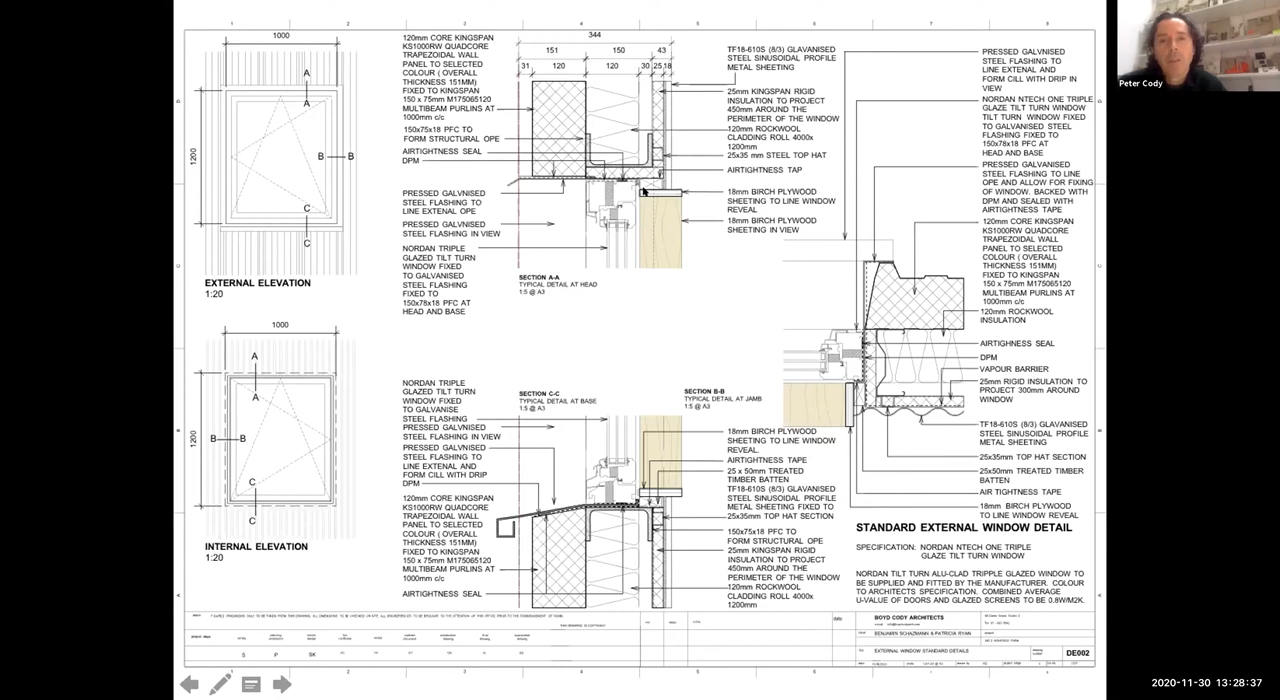 1000
A
A
1200
B
B
C
C
EXTERNAL ELEVATION
1:20
1000
A
A
1200
B
B
C
C
INTERNAL ELEVATION
1:20
120mm CORE KINGSPAN
KS1000RW QUADCORE
TRAPEZOIDAL WALL
PANEL TO SELECTED
COLOUR ( OVERALL
THICKNESS 151MM)
FIXED TO KINGSPAN
150 x 75mm M175065120
MULTIBEAM PURLINS AT
1000mm c/c
150x75x18 PFC TO
FORM STRUCTURAL OPE
AIRTIGHTNESS SEAL
DPM
PRESSED GALVNISED
STEEL FLASHING TO
LINE EXTENAL OPE
PRESSED GALVNISED
STEEL FLASHING IN VIEW
NORDAN TRIPLE
GLAZED TILT TURN
WINDOW FIXED
TO GALVANISED
STEEL FLASHING
FIXED TO
150x78x18 PFC AT
HEAD AND BASE
344
151
150
43
31
120
120
30
25
18
SECTION A-A
TYPICAL DETAIL AT HEAD
1:5 @ A3
TF18-610S (8/3) GLAVANISED
STEEL SINUSOIDAL PROFILE
METAL SHEETING
25mm KINGSPAN RIGID
INSULATION TO PROJECT
450mm AROUND THE
PERIMETER OF THE WINDOW
120mm ROCKWOOL
CLADDING ROLL 4000x
1200mm
25x35 mm STEEL TOP HAT
AIRTIGHTNESS TAP
18mm BIRCH PLYWOOD
SHEETING TO LINE WINDOW
REVEAL
18mm BIRCH PLYWOOD
SHEETING IN VIEW
NORDAN TRIPLE
GLAZED TILT TURN
WINDOW FIXED
TO GALVANISE
STEEL FLASHING
PRESSED GALVNISED
STEEL FLASHING IN VIEW
PRESSED GALVNISED
STEEL FLASHING TO
LINE EXTENAL AND
FORM CILL WITH DRIP
DPM
120mm CORE KINGSPAN
KS1000RW QUADCORE
TRAPEZOIDAL WALL
PANEL TO SELECTED
COLOUR ( OVERALL
THICKNESS 151MM)
FIXED TO KINGSPAN
150 x 75mm M175065120
MULTIBEAM PURLINS AT
1000mm c/c
AIRTIGHTNESS SEAL
SECTION C-C
TYPICAL DETAIL AT BASE
1:5 @ A3
SECTION B-B
TYPICAL DETAIL AT JAMB
1:5 @ A3
18mm BIRCH PLYWOOD
SHEETING TO LINE WINDOW
REVEAL.
AIRTIGHTNESS TAPE
25 x 50mm TREATED
TIMBER BATTEN
TF18-610S (8/3) GLAVANISED
STEEL SINUSOIDAL PROFILE
METAL SHEETING FIXED TO
25x35mm TOP HAT SECTION
150x75x18 PFC TO
FORM STRUCTURAL OPE
25mm KINGSPAN RIGID
INSULATION TO PROJECT
450mm AROUND THE
PERIMETER OF THE WINDOW
120mm ROCKWOOL
CLADDING ROLL 4000x
1200mm
PRESSED GALVNISED
STEEL FLASHING TO
LINE EXTENAL AND
FORM CILL WITH DRIP IN
VIEW
NORDAN NTECH ONE TRIPLE
GLAZE TILT TURN WINDOW
TILT TURN WINDOW FIXED
TO GALVANISED STEEL
FLASHING FIXED TO
150x78x18 PFC AT
HEAD AND BASE
PRESSED GALVANISED
STEEL FLASHING TO LINE
OPE AND ALLOW FOR FIXING
OF WINDOW. BACKED WITH
DPM AND SEALED WITH
AIRTIGHTNESS TAPE
120mm CORE KINGSPAN
KS1000RW QUADCORE
TRAPEZOIDAL WALL
PANEL TO SELECTED
COLOUR ( OVERALL
THICKNESS 151MM)
FIXED TO KINGSPAN
150 x 75mm M175065120
MULTIBEAM PURLINS AT
1000mm c/c
120mm ROCKWOOL
INSULATION
AIRTIGHNESS SEAL
DPM
VAPOUR BARRIER
25mm RIGID INSULATION TO
PROJECT 300mm AROUND
WINDOW
TF18-610S (8/3) GLAVANISED
STEEL SINUSOIDAL PROFILE
METAL SHEETING
25x35mm TOP HAT SECTION
25x50mm TREATED TIMBER
BATTEN
AIR TIGHTNESS TAPE
18mm BIRCH PLYWOOD
TO LINE WINDOW REVEAL
STANDARD EXTERNAL WINDOW DETAIL
SPECIFICATION: NORDAN NTECH ONE TRIPLE
GLAZE TILT TURN WINDOW
NORDAN TILT TURN ALU-CLAD TRIPPLE GLAZED WINDOW TO
BE SUPPLIED AND FITTED BY THE MANUFACTURER. COLOUR
TO ARCHITECTS SPECIFICATION. COMBINED AVERAGE
U-VALUE OF DOORS AND GLAZED SCREENS TO BE 0.8W/M2K.
BOYD CODY ARCHITECTS
BENJAMIN SCHAZMANN & PATRICIA RYAN
EXTERNAL WINDOW STANDARD DETAILS
DE002
5 P SK
Peter Cody
2020-11-30 13:28:37